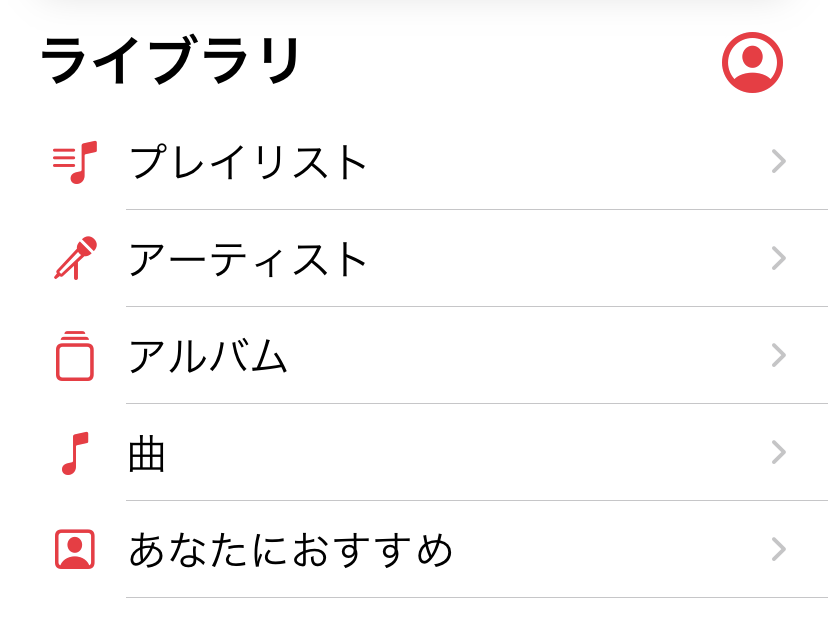 ライブラリ
プレイリスト
アーティスト
アルバム
曲
あなたにおすすめ